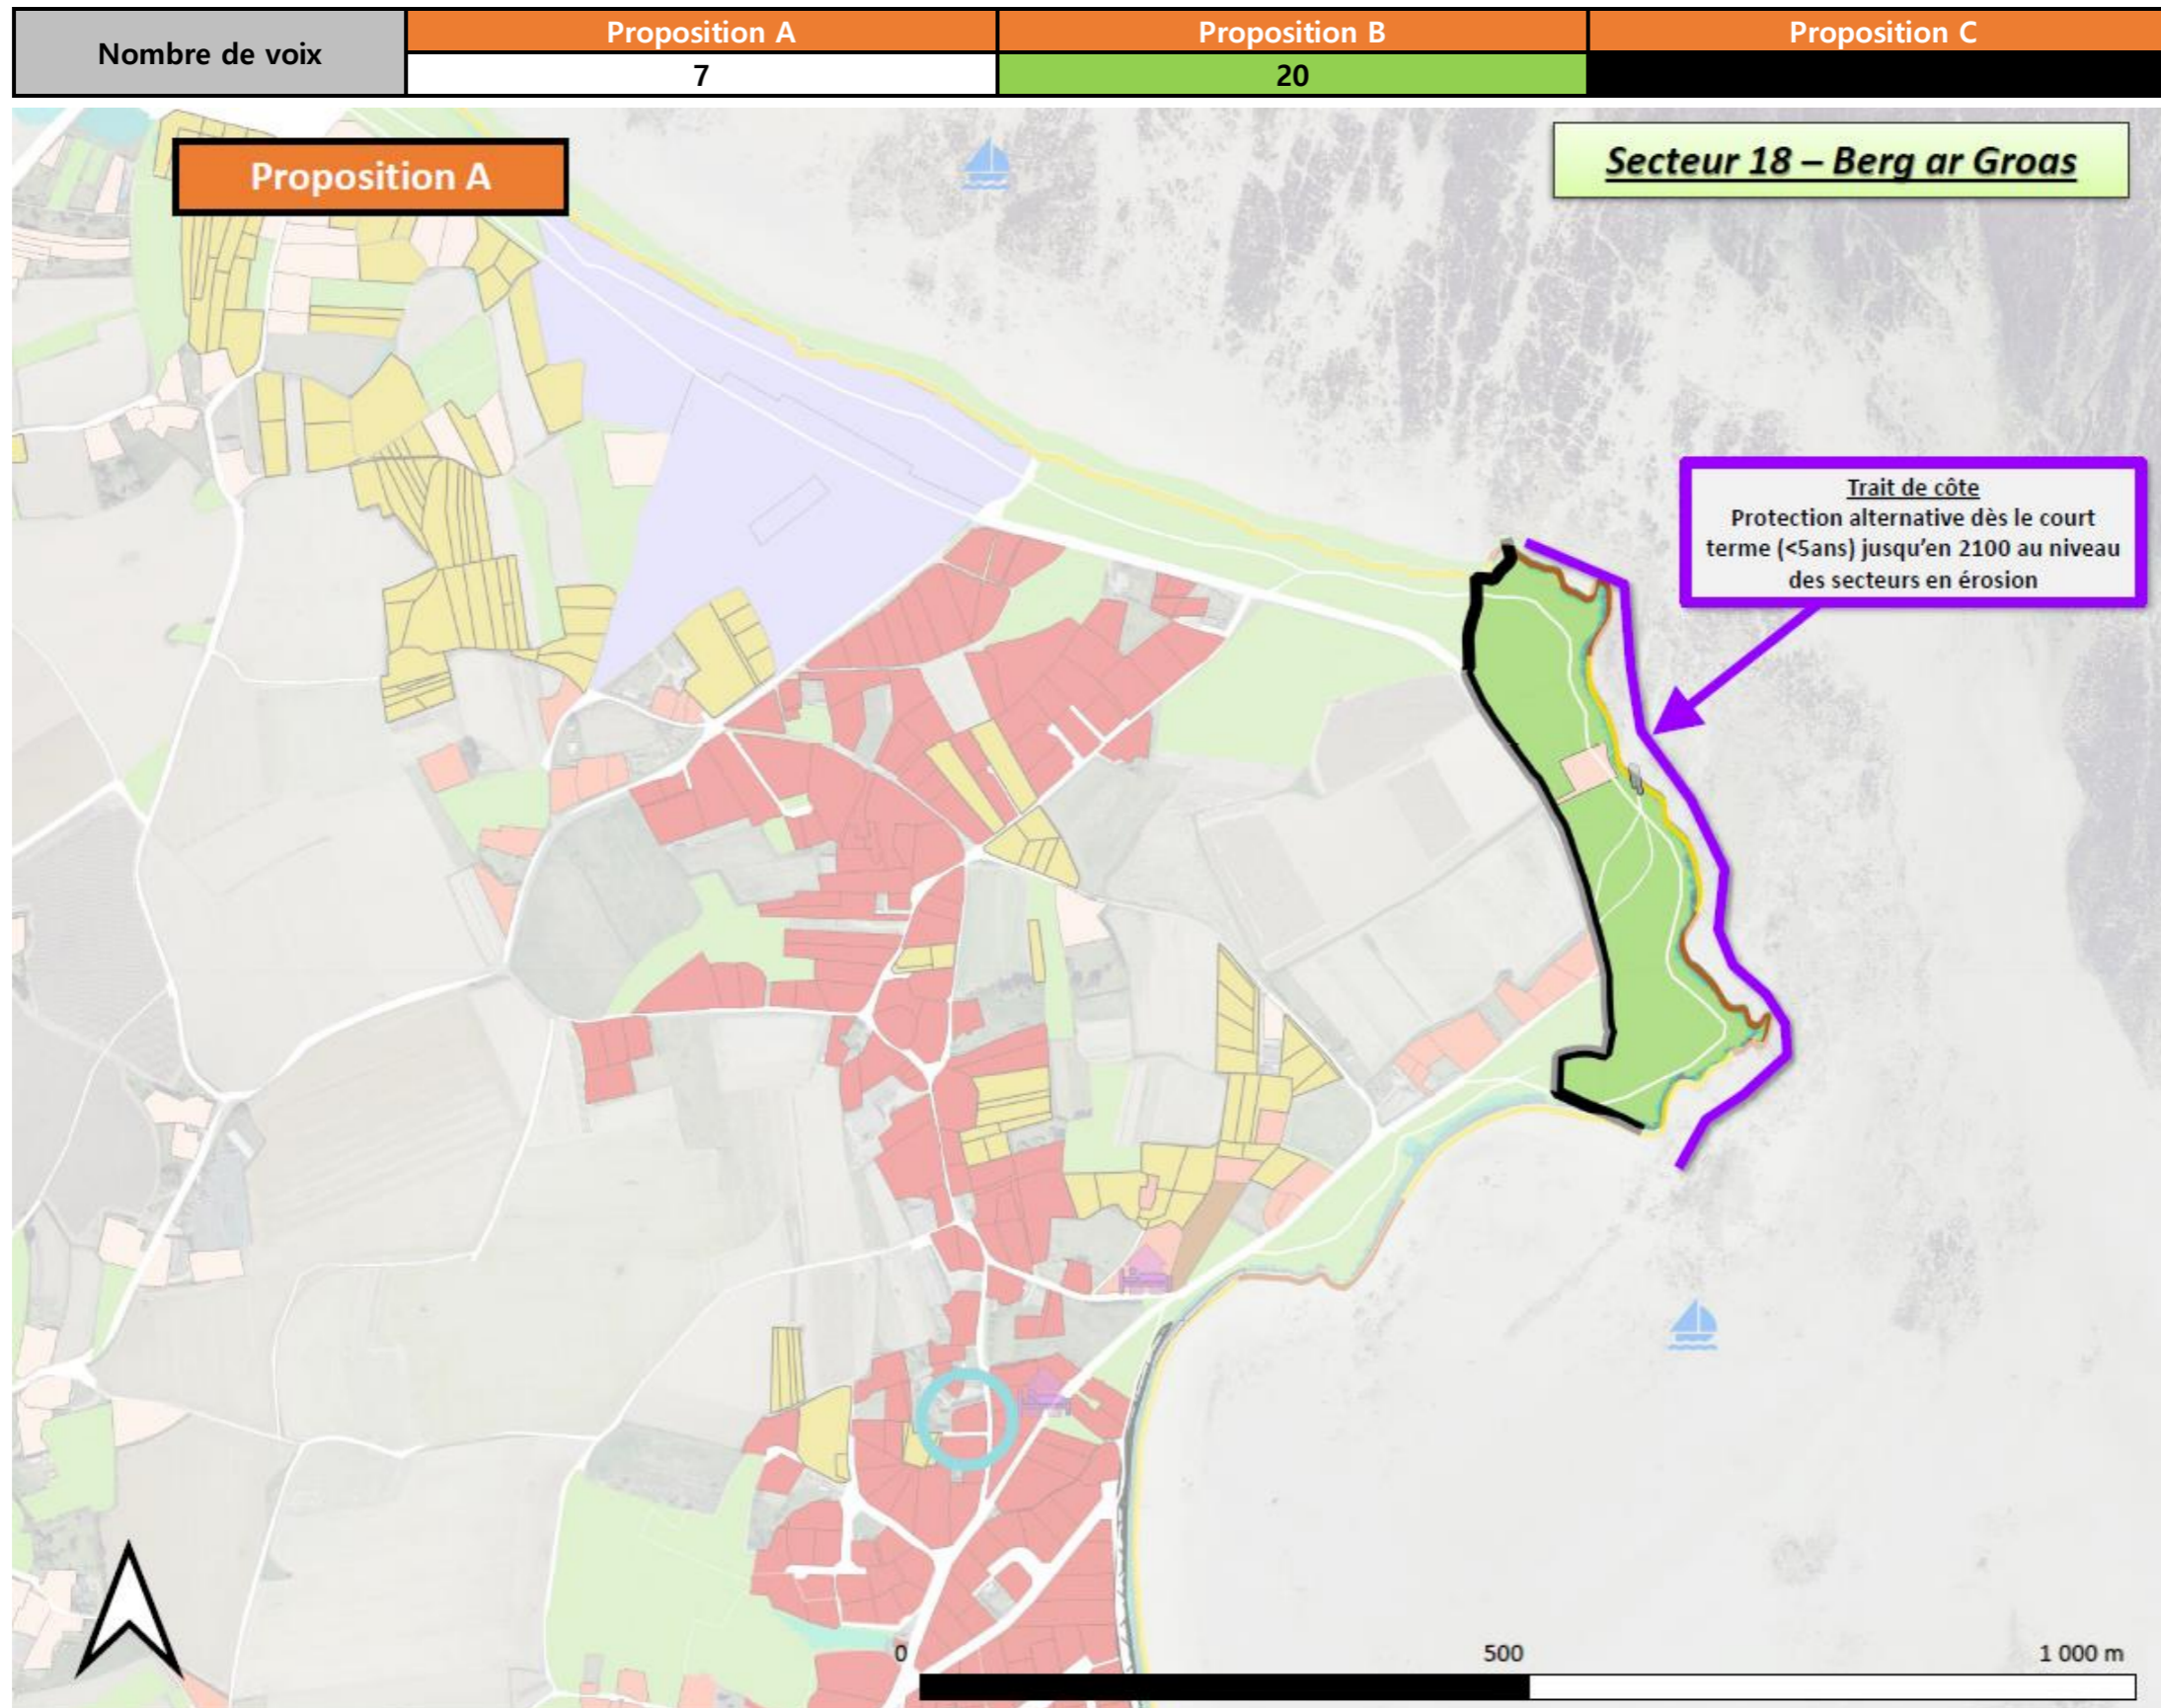 Nombre de voix
Proposition A
Proposition B
Proposition C
7
20
Proposition A
Secteur 18 – Berg ar Groas
Trait de côte
Protection alternative dès le court
terme (<5ans) jusqu'en 2100 au niveau
des secteurs en érosion
0
500
1 000 m